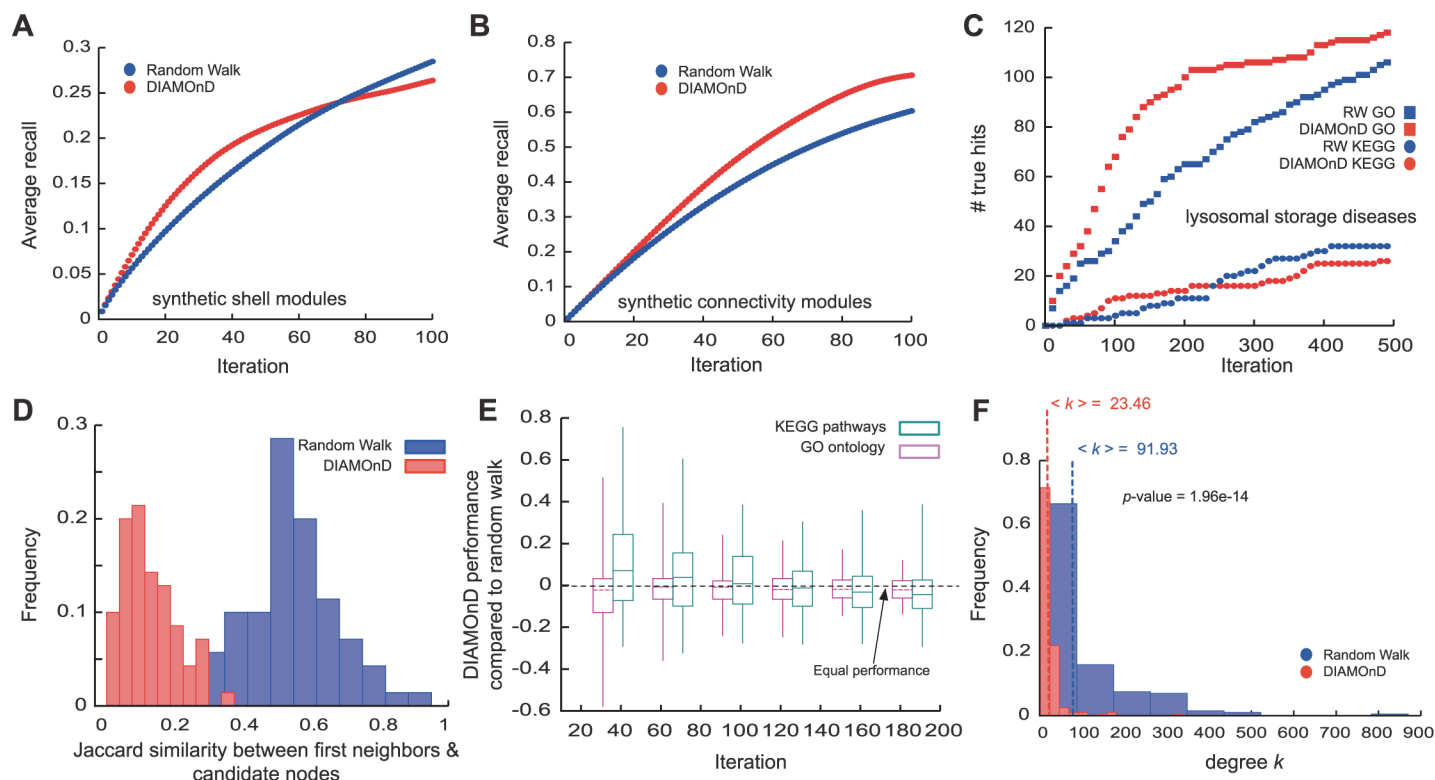 A
0.3
0.25
0.2
0.15
0.1
0.05
0
0 20 40 60 80 100
Random Walk
DIAMOnD
synthetic shell modules
Average recall
Iteration
B
0.8
0.7
0.6
0.5
0.4
0.3
0.2
0.1
0
0 20 40 60 80 100
Random Walk
DIAMOnD
synthetic connectivity modules
Average recall
Iteration
C
120
100
80
60
40
20
0
0 100 200 300 400 500
RW GO
DIAMOnD GO
RW KEGG
DIAMOnD KEGG
lysosomal storage diseases
# true hits
Iteration
D
0.3
0.2
0.1
0
0 0.2 0.4 0.6 0.8 1
Random Walk
DIAMOnD
Frequency
Jaccard similarity between first neighbors &
candidate nodes
E
0.8
0.6
0.4
0.2
0
-0.2
-0.4
-0.6
20 40 60 80 100 120 140 160 180 200
KEGG pathways
GO ontology
Equal performance
DIAMOnD performance
compared to random walk
Iteration
F
< k > = 23.46
< k > = 91.93
p-value = 1.96e-14
0.8
0.6
0.4
0.2
0
0 100 200 300 400 500 600 700 800 900
Random Walk
DIAMOnD
Frequency
degree k